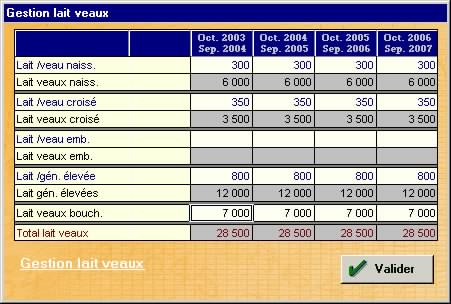 Gestion lait veaux
Oct. 2003 Oct. 2004 Oct. 2005 Oct. 2006
Sep. 2004 Sep. 2005 Sep. 2006 Sep. 2007
Lait /veau naiss. 300 300 300 300
Lait veaux naiss. 6 000 6 000 6 000 6 000
Lait /veau croisé 350 350 350 350
Lait veaux croisé 3 500 3 500 3 500 3 500
Lait /veau emb.
Lait veaux emb.
Lait /gén. élevée 800 800 800 800
Lait gén. élevées 12 000 12 000 12 000 12 000
Lait veaux bouch. 7 000 7 000 7 000 7 000
Total lait veaux 28 500 28 500 28 500 28 500
Gestion lait veaux
Valider